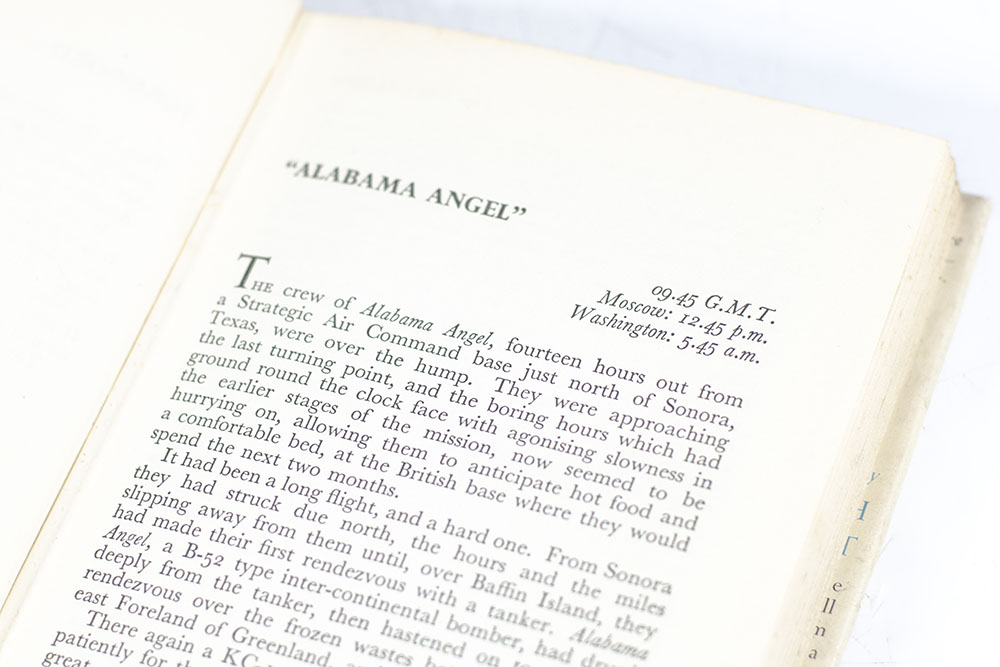 "ALABAMA ANGEL"
09.45 G.M.T.
Moscow: 12.45 p.m.
Washington: 5.45 a.m.
THE crew of Alabama Angel, fourteen hours out from
a Strategic Air Command base just north of Sonora,
Texas, were over the hump. They were approaching
the last turning point, and the boring hours which had
ground round the clock face with agonising slowness in
the earlier stages of the mission, now seemed to be
hurrying on, allowing them to anticipate hot food and
a comfortable bed, at the British base where they would
spend the next two months.
It had been a long flight, and a hard one. From Sonora
they had struck due north, the hours and the miles
slipping away from them until, over Baffin Island, they
had made their first rendezvous with a tanker. Alabama
Angel, a B-52 type inter-continental bomber, had
deeply from the tanker, then hastened on
rendezvous over the frozen wastes
east Foreland of Greenland,
There again a
patiently for
great